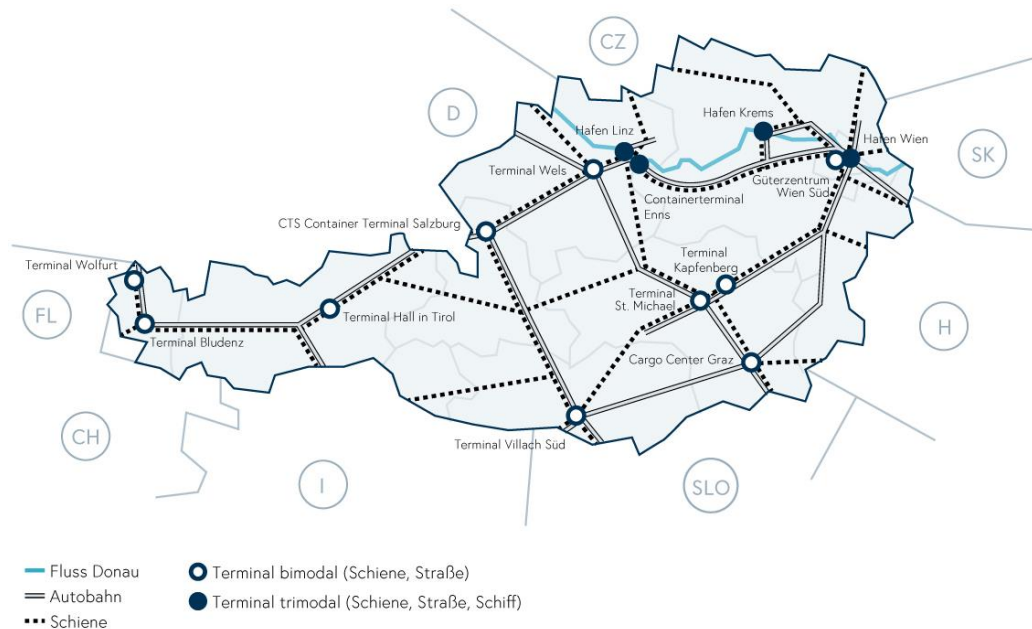 CZ
D
Hafen Krems
Hafen Linz
Hafen Wien
SK
Terminal Wels
Güterzentrum
Wien Süd
Containerterminal
Enns
CTS Container Terminal Salzburg
Terminal
Kapfenberg
Terminal Wolfurt
Terminal
St. Michael
FL
Terminal Hall in Tirol
H
Terminal Bludenz
Cargo Center Graz
CH
Terminal Villach Süd
I
SLO
Fluss Donau
Autobahn
Schiene
Terminal bimodal (Schiene, Straße)
Terminal trimodal (Schiene, Straße, Schiff)